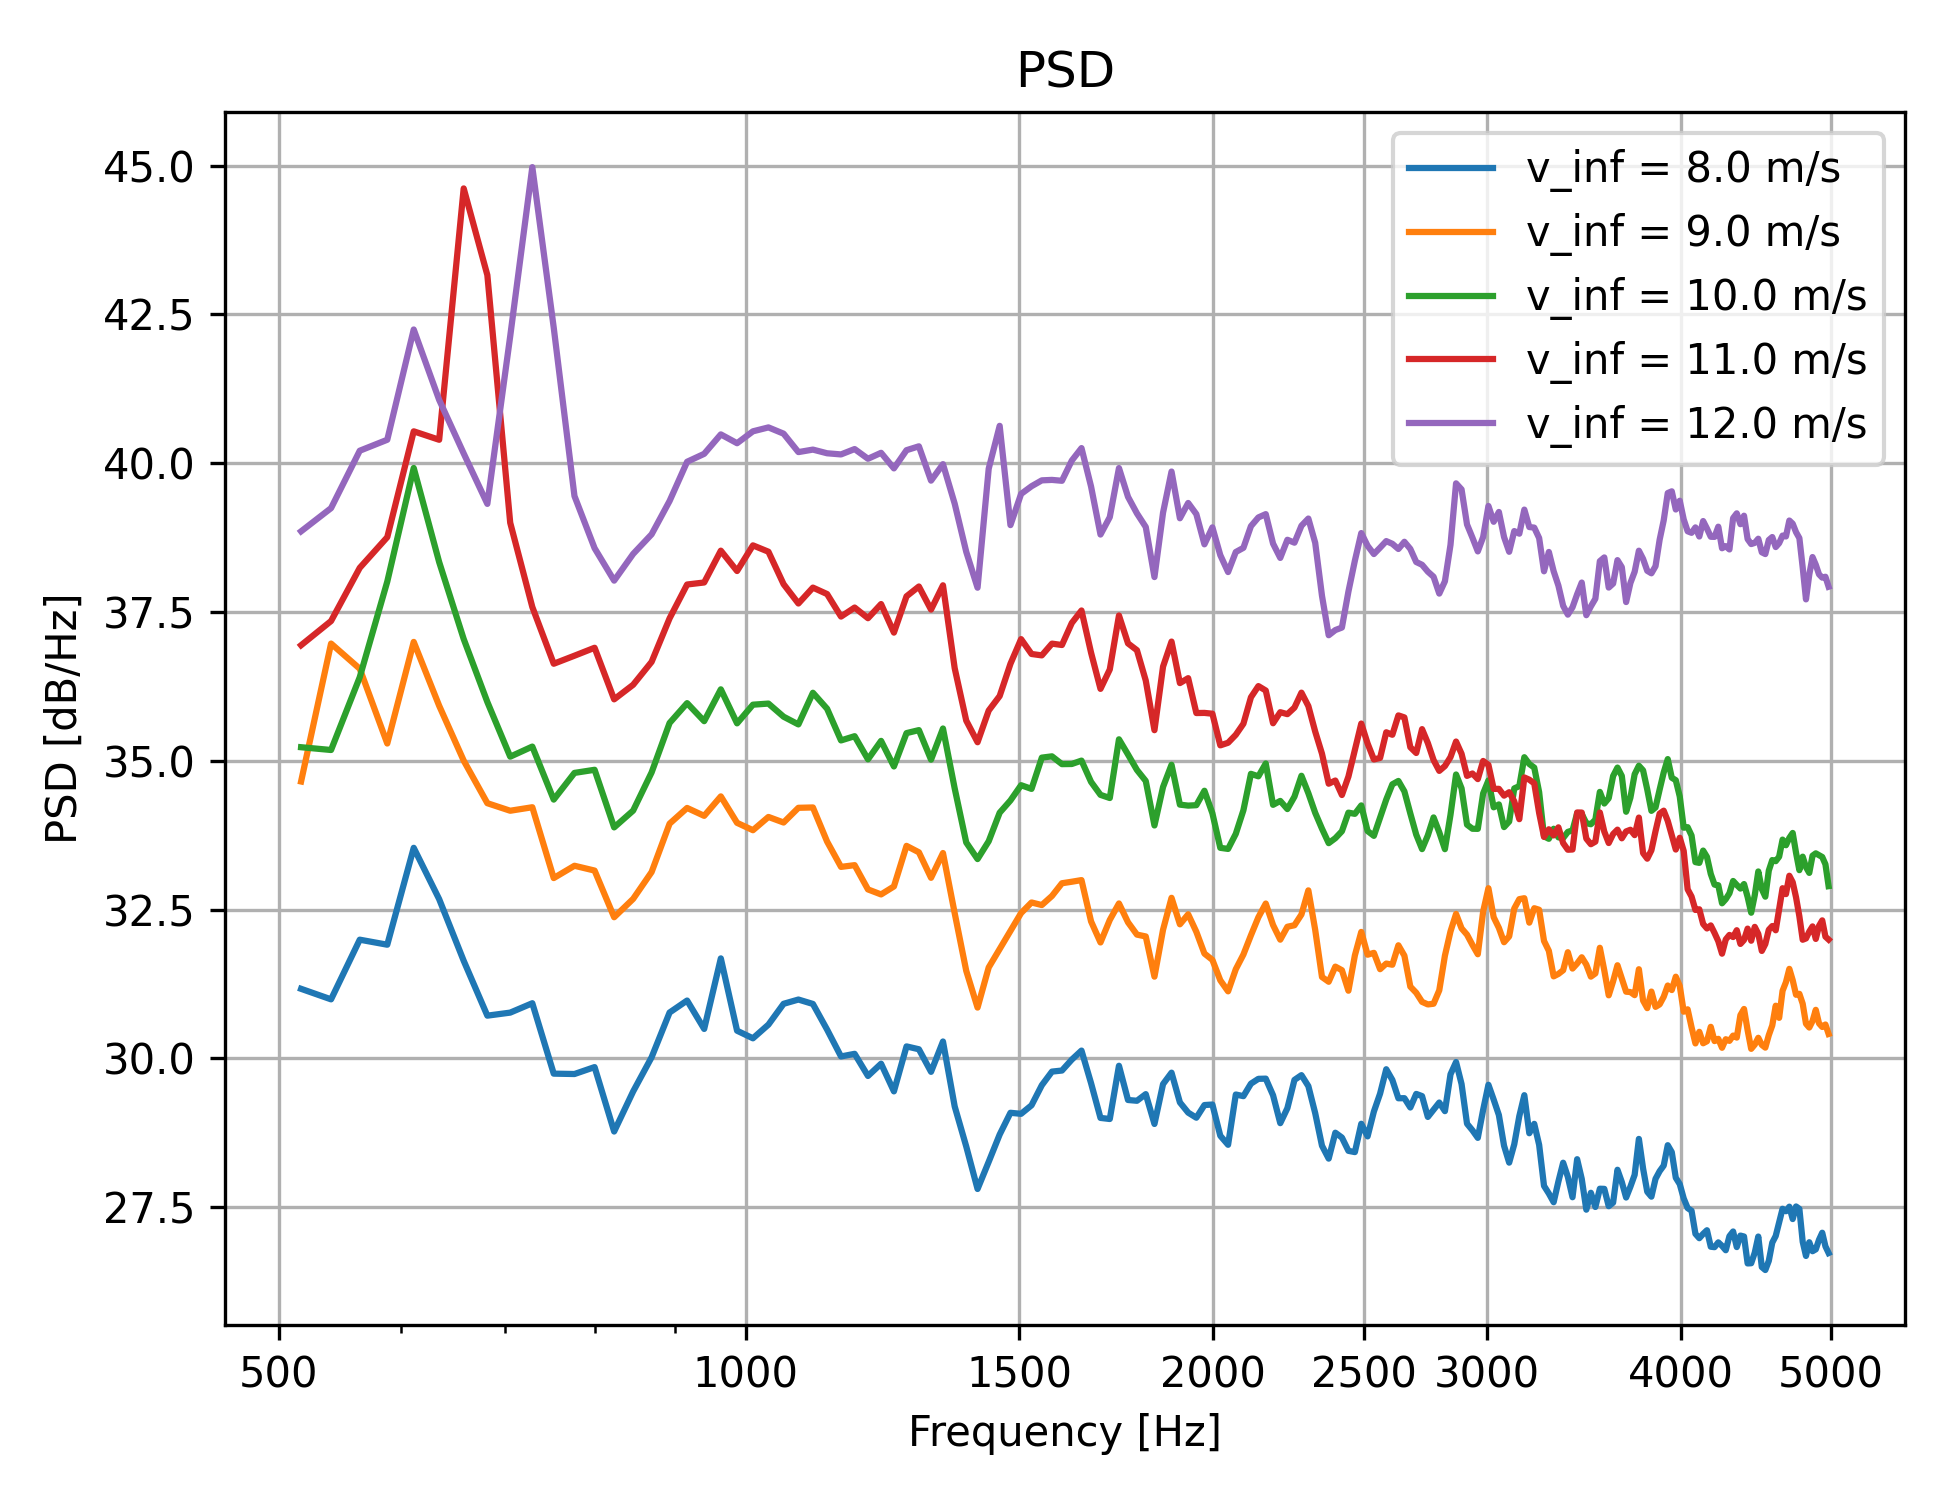 PSD
45.0
42.5
40.0
37.5
35.0
32.5
30.0
27.5
PSD [dB/Hz]
v_inf = 8.0 m/s
v_inf = 9.0 m/s
v_inf = 10.0 m/s
v_inf = 11.0 m/s
v_inf = 12.0 m/s
500 1000 1500 2000 2500 3000 4000 5000
Frequency [Hz]